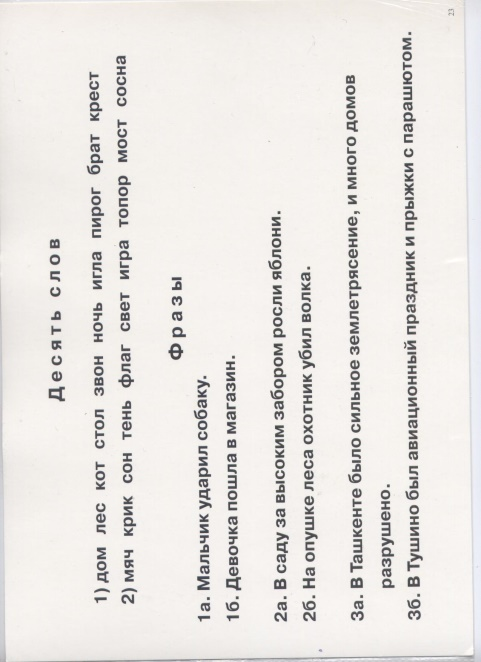 23
Десять слов
1) дом лес кот стол звон ночь игла пирог брат крест
2) мяч крик сон тень флаг свет игра топор мост сосна
Фразы
1а. Мальчик ударил собаку.
1б. Девочка пошла в магазин.
2а. В саду за высоким забором росли яблони.
2б. На опушке леса охотник убил волка.
3а. В Ташкенте было сильное землетрясение, и много домов
разрушено.
3б. В Тушино был авиационный праздник и прыжки с парашютом.